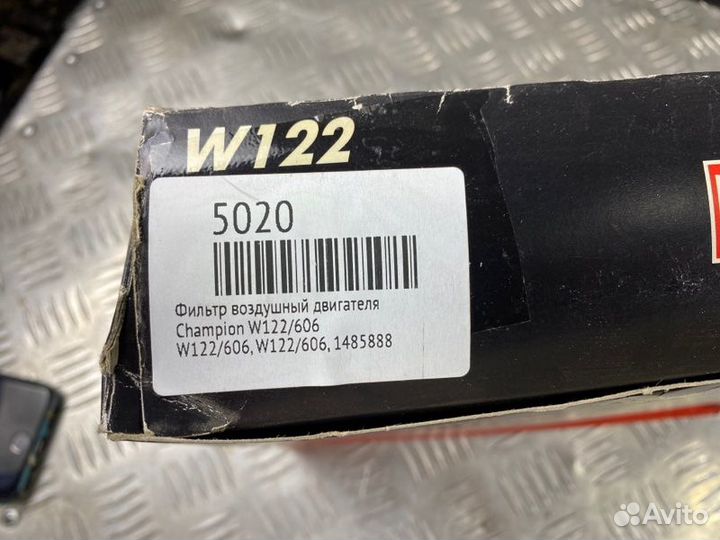 W122
5020
Фильтр воздушный двигателя
Champion W122/606
W122/606, W122/606, 1485888
Avito